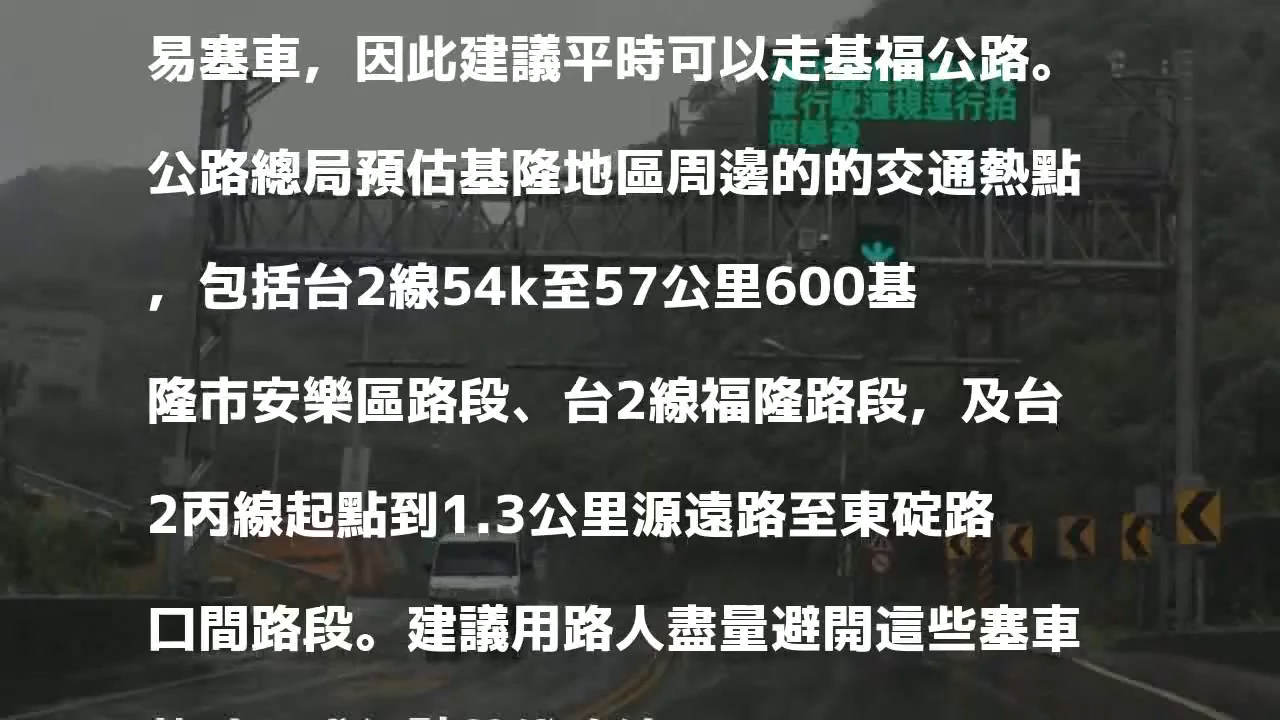 易塞車，因此建議平時可以走基福公路。
公路總局預估基隆地區周邊的的交通熱點
，包括台2線54k至57公里600基
隆市安樂區路段、台2線福隆路段，及台
2丙線起點到1.3公里源遠路至東碇路
口間路段。建議用路人盡量避開這些塞車